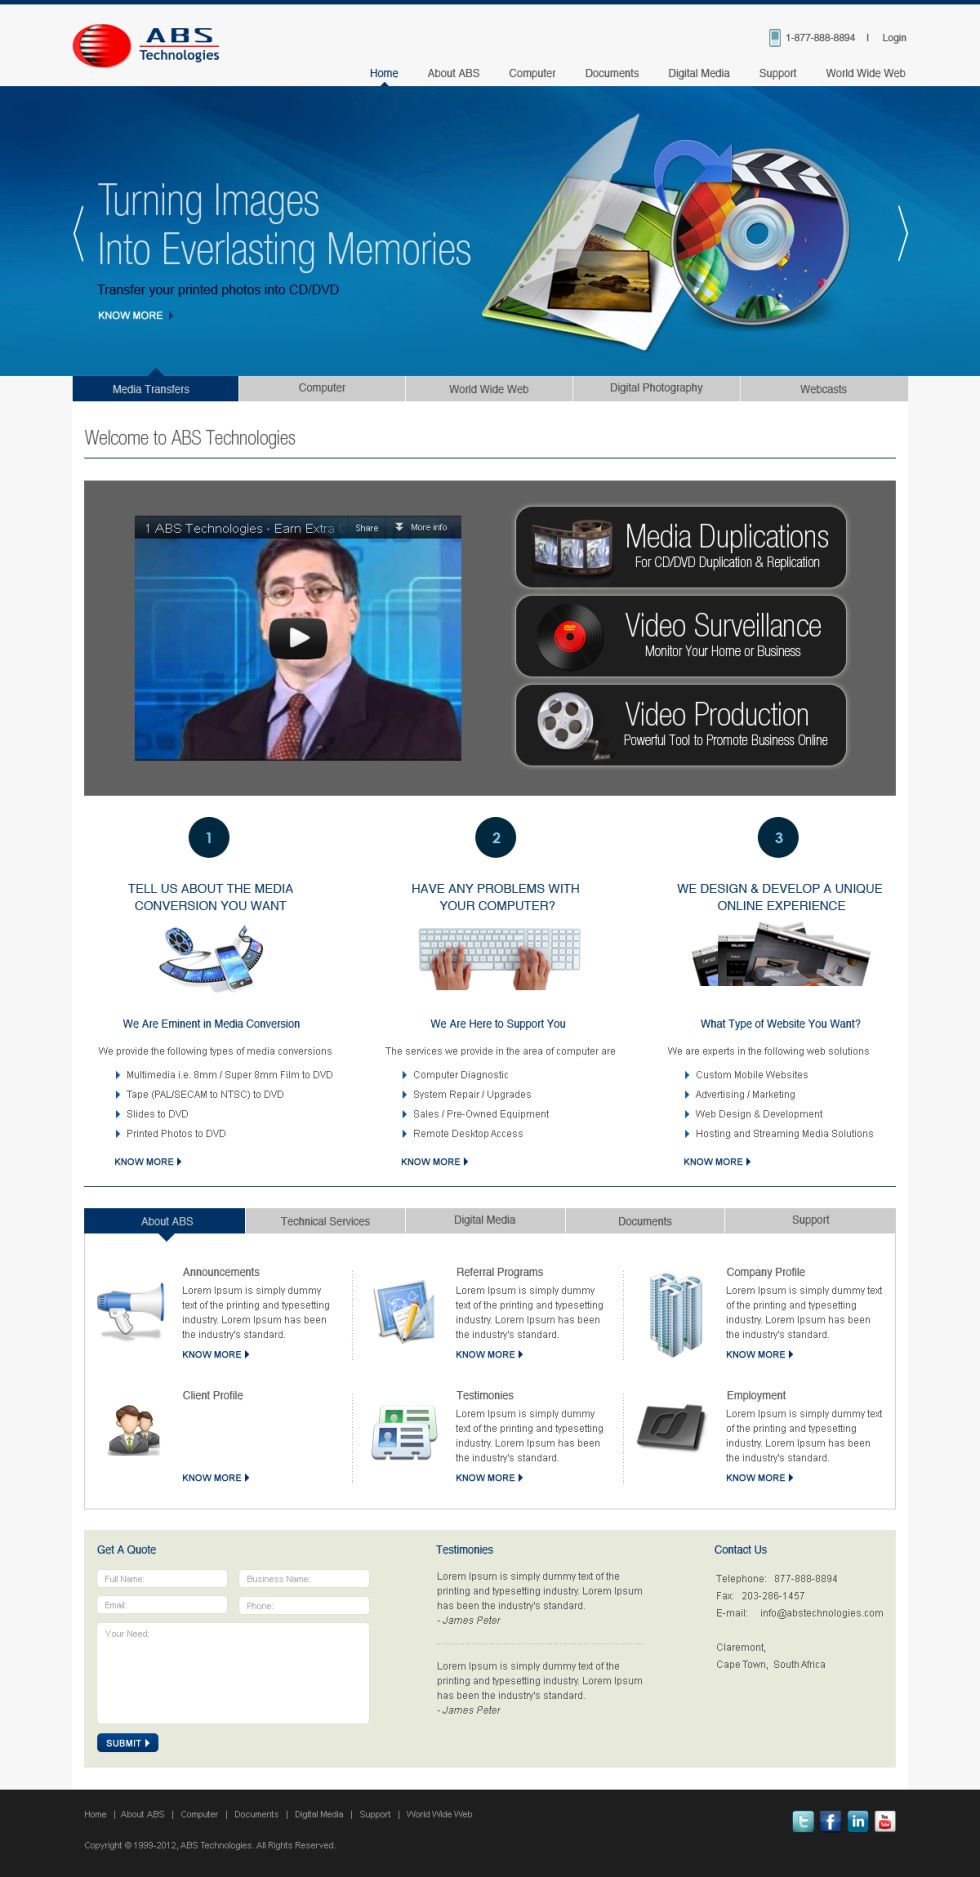 ABS
Technologies
1-877-888-8894 | Login
Home About ABS Computer Documents Digital Media Support World Wide Web
Turning Images
Into Everlasting Memories
Transfer your printed photos into CD/DVD
KNOW MORE
Media Transfers Computer World Wide Web Digital Photography Webcasts
Welcome to ABS Technologies
1 ABS Technologies - Earn Extra Share More info
Media Duplications
For CD/DVD Duplication & Replication
Video Surveillance
Monitor Your Home or Business
Video Production
Powerful Tool to Promote Business Online
1
TELL US ABOUT THE MEDIA
CONVERSION YOU WANT
We Are Eminent in Media Conversion
We provide the following types of media conversions
Multimedia i.e. 8mm / Super 8mm Film to DVD
Tape (PAL/SECAM to NTSC) to DVD
Slides to DVD
Printed Photos to DVD
KNOW MORE
2
HAVE ANY PROBLEMS WITH
YOUR COMPUTER?
We Are Here to Support You
The services we provide in the area of computer are
Computer Diagnostic
System Repair / Upgrades
Sales / Pre-Owned Equipment
Remote Desktop Access
KNOW MORE
3
WE DESIGN & DEVELOP A UNIQUE
ONLINE EXPERIENCE
What Type of Website You Want?
We are experts in the following web solutions
Custom Mobile Websites
Advertising / Marketing
Web Design & Development
Hosting and Streaming Media Solutions
KNOW MORE
About ABS Technical Services Digital Media Documents Support
Announcements
Lorem Ipsum is simply dummy
text of the printing and typesetting
industry. Lorem Ipsum has been
the industry's standard.
KNOW MORE
Referral Programs
Lorem Ipsum is simply dummy
text of the printing and typesetting
industry. Lorem Ipsum has been
the industry's standard.
KNOW MORE
Company Profile
Lorem Ipsum is simply dummy
text of the printing and typesetting
industry. Lorem Ipsum has been
the industry's standard.
KNOW MORE
Client Profile
KNOW MORE
Testimonies
Lorem Ipsum is simply dummy
text of the printing and typesetting
industry. Lorem Ipsum has been
the industry's standard.
KNOW MORE
Employment
Lorem Ipsum is simply dummy
text of the printing and typesetting
industry. Lorem Ipsum has been
the industry's standard.
KNOW MORE
Get A Quote
Full Name: Business Name:
Email: Phone:
Your Need:
SUBMIT
Testimonies
Lorem Ipsum is simply dummy text of the
printing and typesetting industry. Lorem Ipsum
has been the industry's standard.
- James Peter
Lorem Ipsum is simply dummy text of the
printing and typesetting industry. Lorem Ipsum
has been the industry's standard.
- James Peter
Contact Us
Telephone: 877-888-8894
Fax: 203-286-1457
E-mail: info@abstechnologies.com
Claremont,
Cape Town, South Africa
Home | About ABS | Computer | Documents | Digital Media | Support | World Wide Web
Copyright © 1999-2012, ABS Technologies. All Rights Reserved.